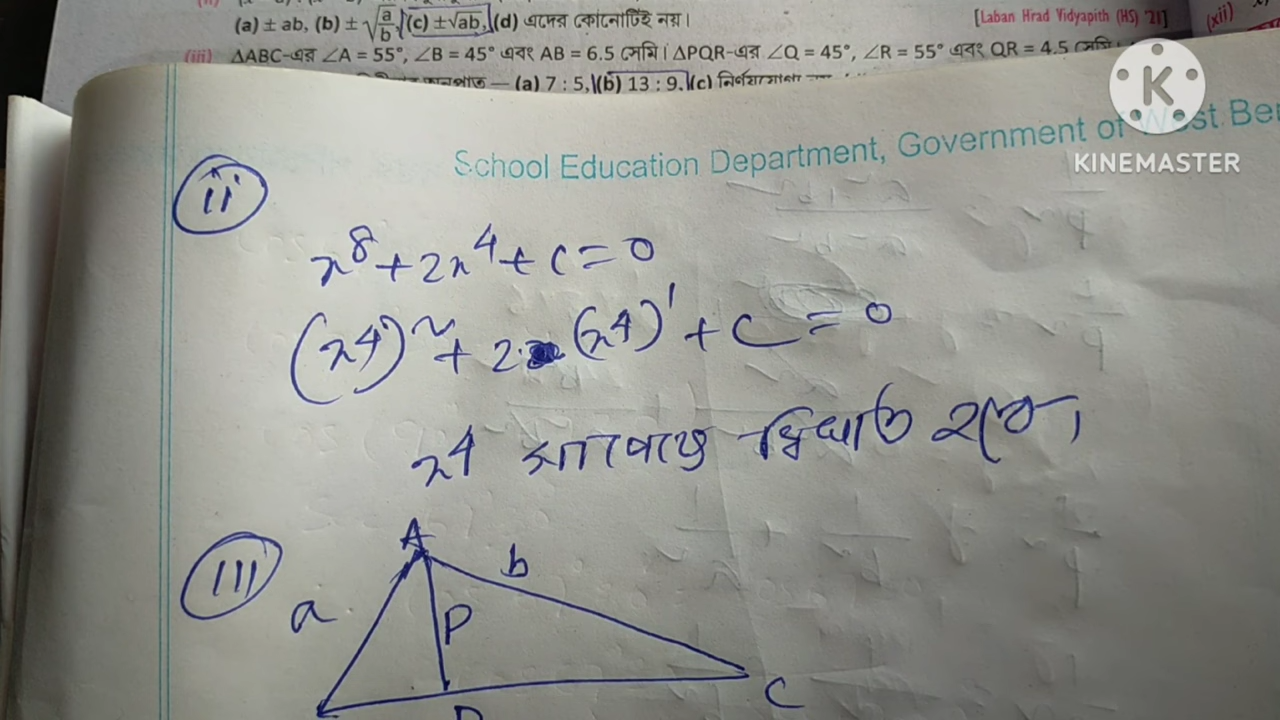 (a) ± ab, (b) ± √a/b, (c) ±√ab, (d) এদের কোনোটিই নয়।
[Laban Hrad Vidyapith (HS) '21]
(xii)
(iii) ΔABC-এর ∠A = 55°, ∠B = 45° এবং AB = 6.5 সেমি। ΔPQR-এর ∠Q = 45°, ∠R = 55° এবং QR = 4.5 সেমি।
(a) 7 : 5, (b) 13 : 9, (c)
K
KINEMASTER
School Education Department, Government of West Be
ii
x⁸+2x⁴+c=0
(x⁴)²+2(x⁴)¹+c=0
x⁴ সাপেক্ষে দ্বিঘাত হবে।
iii
A
b
a
P
C
D